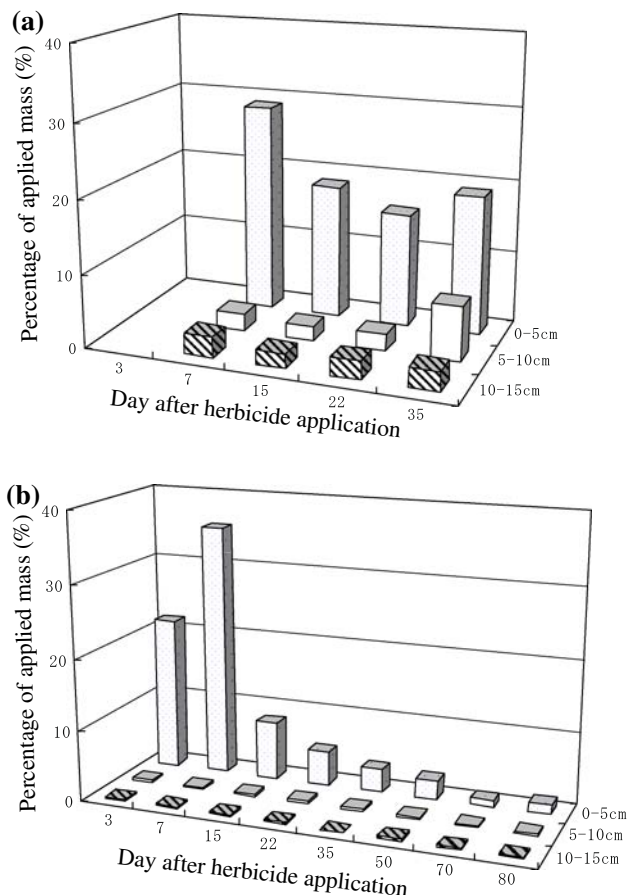 (a)
Percentage of applied mass (%)
40
30
20
10
0
3
7
15
22
35
0-5cm
5-10cm
10-15cm
Day after herbicide application
(b)
Percentage of applied mass (%)
40
30
20
10
0
3
7
15
22
35
50
70
80
0-5cm
5-10cm
10-15cm
Day after herbicide application